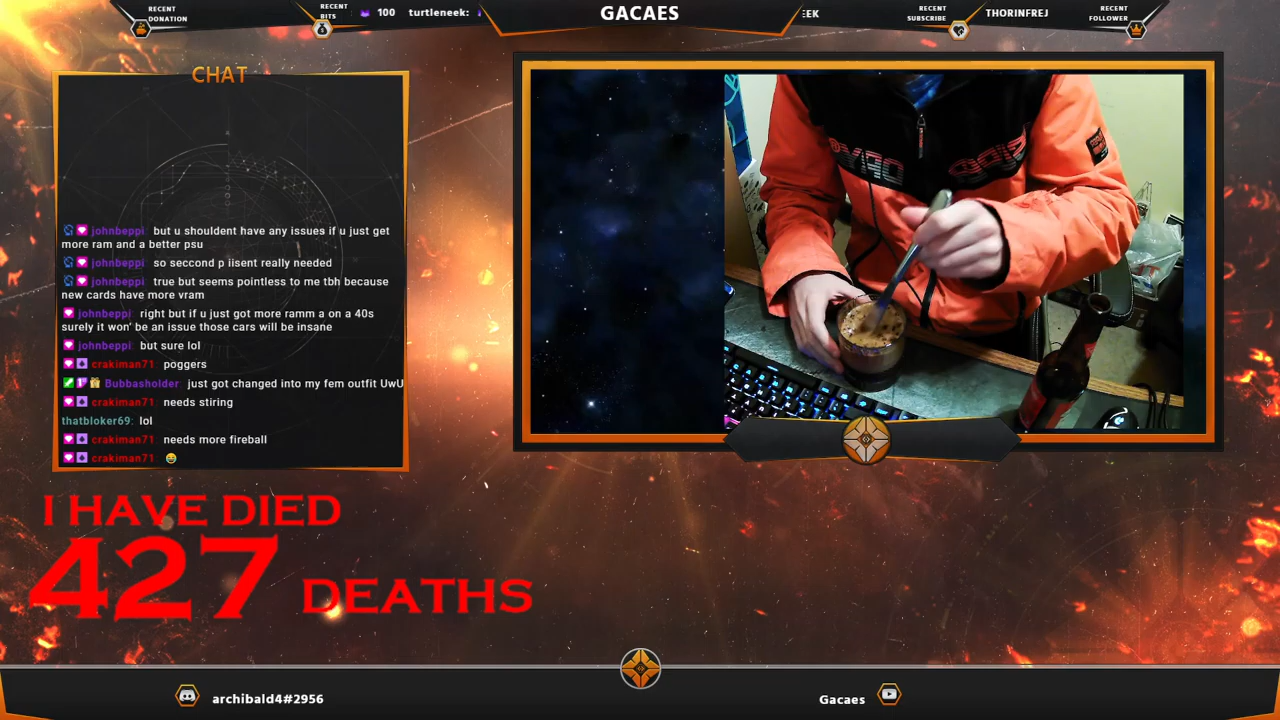 RECENT
DONATION
RECENT
BITS
100 turtleneek:
GACAES
EEK
RECENT
SUBSCRIBE
THORINFREJ
RECENT
FOLLOWER
CHAT
johnbeppi: but u shouldent have any issues if u just get
more ram and a better psu
johnbeppi: so seccond p iisent really needed
johnbeppi: true but seems pointless to me tbh because
new cards have more vram
johnbeppi: right but if u just got more ramm a on a 40s
surely it won' be an issue those cars will be insane
johnbeppi: but sure lol
crakiman71: poggers
Bubbasholder: just got changed into my fem outfit UwU
crakiman71: needs stiring
thatbloker69: lol
crakiman71: needs more fireball
crakiman71: 😂
I HAVE DIED
427 DEATHS
archibald4#2956
Gacaes